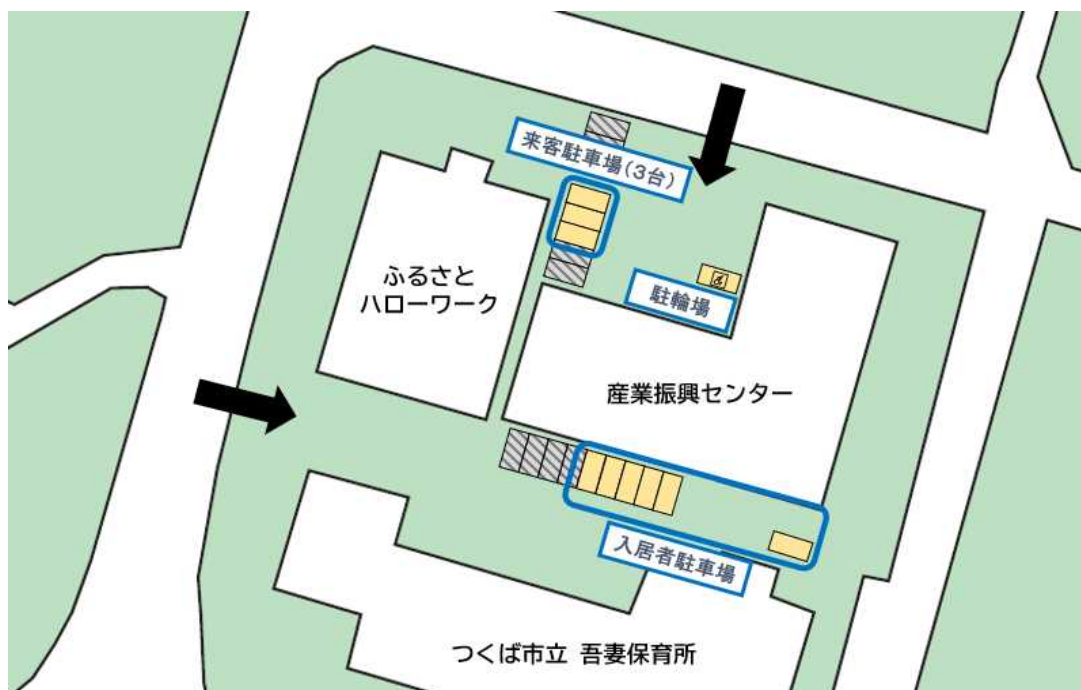 来客駐車場(3台)
ふるさと
ハローワーク
駐輪場
産業振興センター
入居者駐車場
つくば市立 吾妻保育所